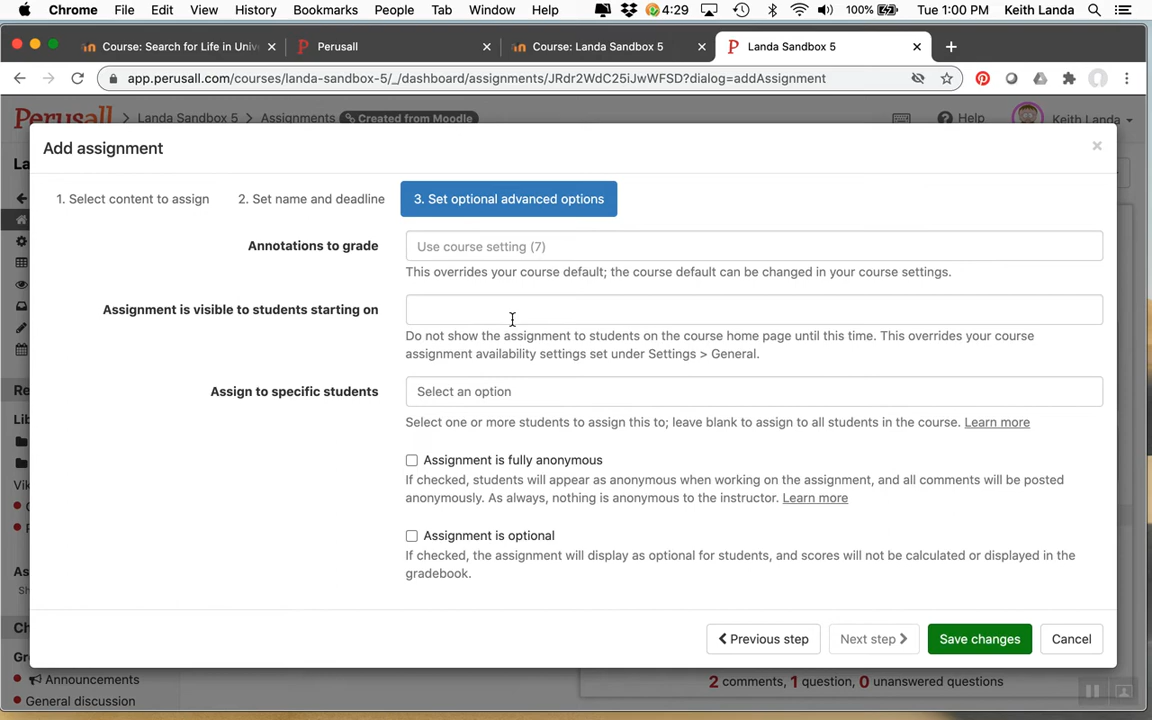 Chrome File Edit View History Bookmarks People Tab Window Help 4:29 100% Tue 1:00 PM Keith Landa
Course: Search for Life in Univ Perusall Course: Landa Sandbox 5 Landa Sandbox 5
app.perusall.com/courses/landa-sandbox-5/_/dashboard/assignments/JRdr2WdC25iJwWFSD?dialog=addAssignment
Perusall > Landa Sandbox 5 > Assignments Created from Moodle Help Keith Landa
Add assignment ×
1. Select content to assign 2. Set name and deadline 3. Set optional advanced options
Annotations to grade Use course setting (7)
This overrides your course default; the course default can be changed in your course settings.
Assignment is visible to students starting on
Do not show the assignment to students on the course home page until this time. This overrides your course
assignment availability settings set under Settings > General.
Assign to specific students Select an option
Select one or more students to assign this to; leave blank to assign to all students in the course. Learn more
Assignment is fully anonymous
If checked, students will appear as anonymous when working on the assignment, and all comments will be posted
anonymously. As always, nothing is anonymous to the instructor. Learn more
Assignment is optional
If checked, the assignment will display as optional for students, and scores will not be calculated or displayed in the
gradebook.
Previous step Next step Save changes Cancel
Announcements
General discussion
2 comments, 1 question, 0 unanswered questions